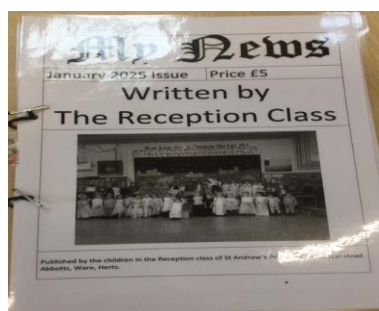 My News
January 2025 Issue Price £5
Written by
The Reception Class
Published by the children in the Reception class of St Andrew's Stanstead
Abbotts, Ware, Herts.